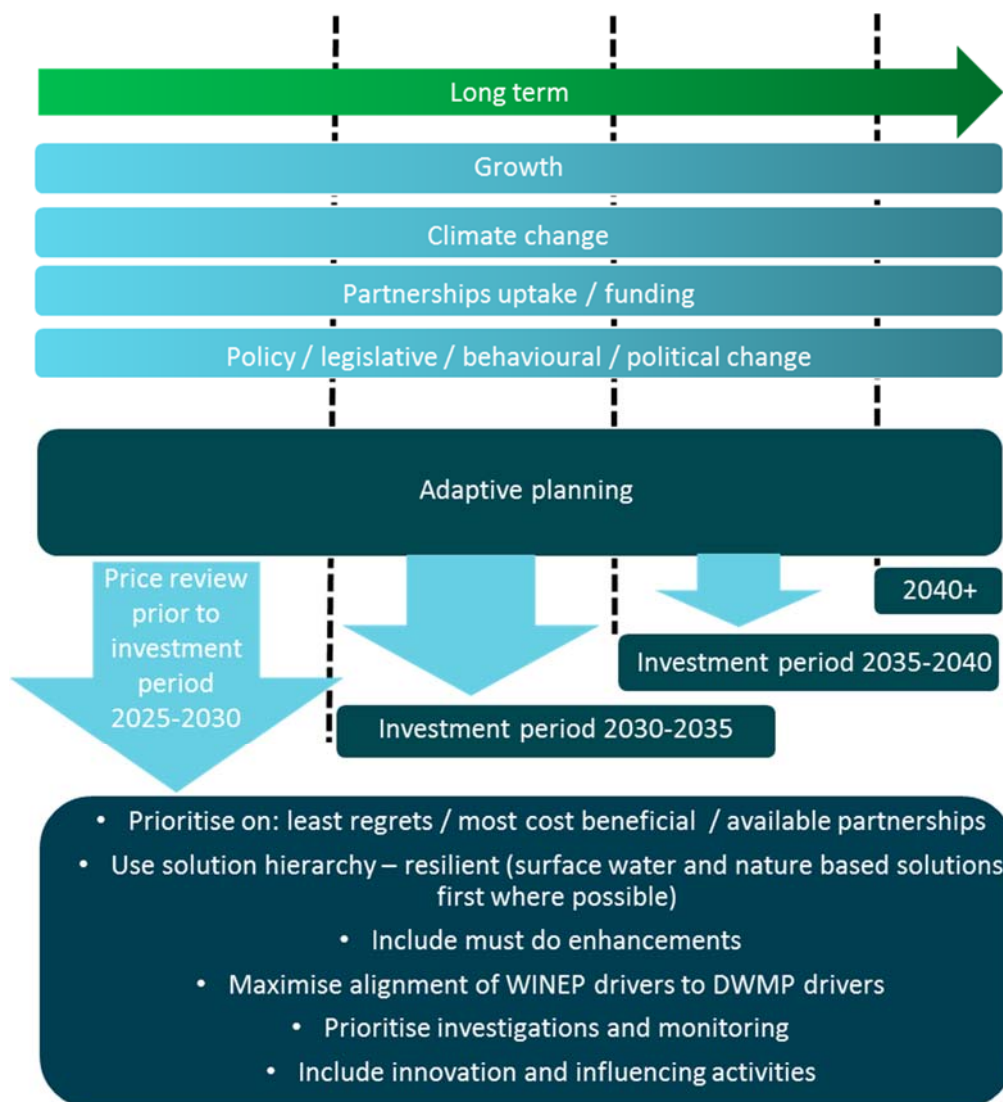 Long term
Growth
Climate change
Partnerships uptake / funding
Policy / legislative / behavioural / political change
Adaptive planning
Price review
prior to
investment
period
2025-2030
2040+
Investment period 2035-2040
Investment period 2030-2035
• Prioritise on: least regrets / most cost beneficial / available partnerships
• Use solution hierarchy – resilient (surface water and nature based solutions
first where possible)
• Include must do enhancements
• Maximise alignment of WINEP drivers to DWMP drivers
• Prioritise investigations and monitoring
• Include innovation and influencing activities